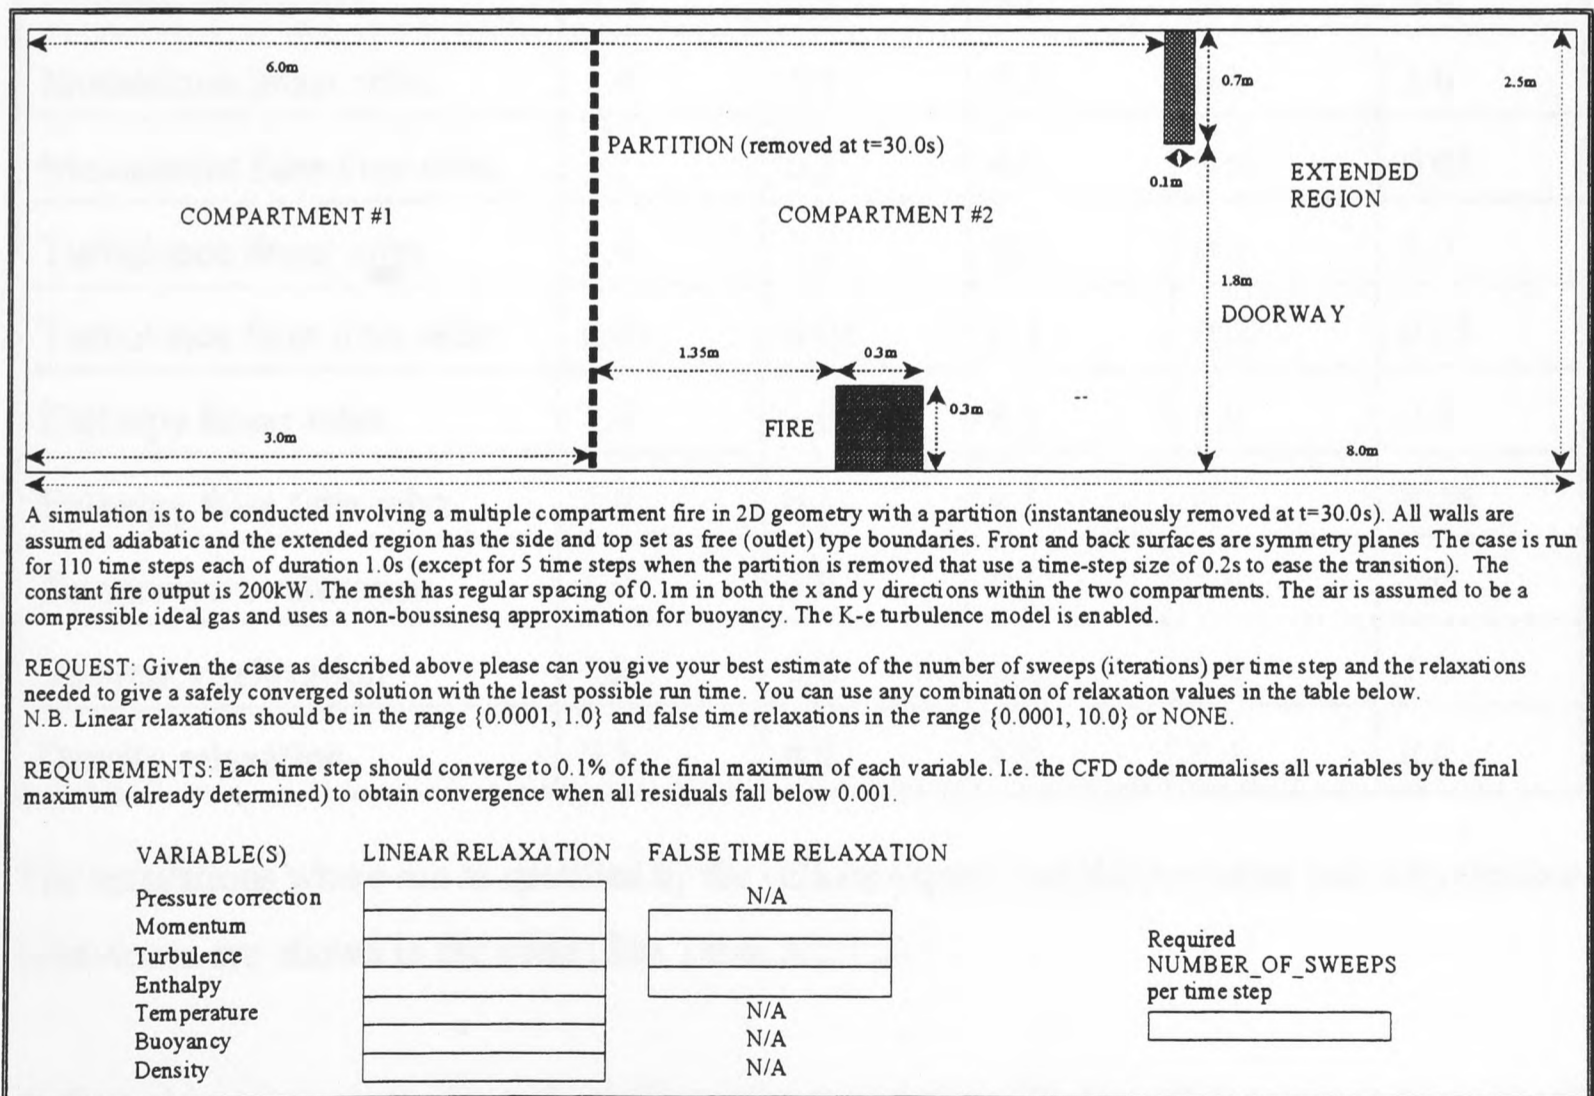 6.0m
0.7m
2.5m
PARTITION (removed at t=30.0s)
0.1m
EXTENDED
REGION
COMPARTMENT #1
COMPARTMENT #2
1.8m
DOORWAY
1.35m
0.3m
0.3m
FIRE
3.0m
8.0m
A simulation is to be conducted involving a multiple compartment fire in 2D geometry with a partition (instantaneously removed at t=30.0s). All walls are
assumed adiabatic and the extended region has the side and top set as free (outlet) type boundaries. Front and back surfaces are symmetry planes The case is run
for 110 time steps each of duration 1.0s (except for 5 time steps when the partition is removed that use a time-step size of 0.2s to ease the transition). The
constant fire output is 200kW. The mesh has regular spacing of 0.1m in both the x and y directions within the two compartments. The air is assumed to be a
compressible ideal gas and uses a non-boussinesq approximation for buoyancy. The K-e turbulence model is enabled.
REQUEST: Given the case as described above please can you give your best estimate of the number of sweeps (iterations) per time step and the relaxations
needed to give a safely converged solution with the least possible run time. You can use any combination of relaxation values in the table below.
N.B. Linear relaxations should be in the range {0.0001, 1.0} and false time relaxations in the range {0.0001, 10.0} or NONE.
REQUIREMENTS: Each time step should converge to 0.1% of the final maximum of each variable. I.e. the CFD code normalises all variables by the final
maximum (already determined) to obtain convergence when all residuals fall below 0.001.
VARIABLE(S) LINEAR RELAXATION FALSE TIME RELAXATION
Pressure correction N/A
Momentum
Turbulence
Enthalpy
Temperature N/A
Buoyancy N/A
Density N/A
Required
NUMBER_OF_SWEEPS
per time step